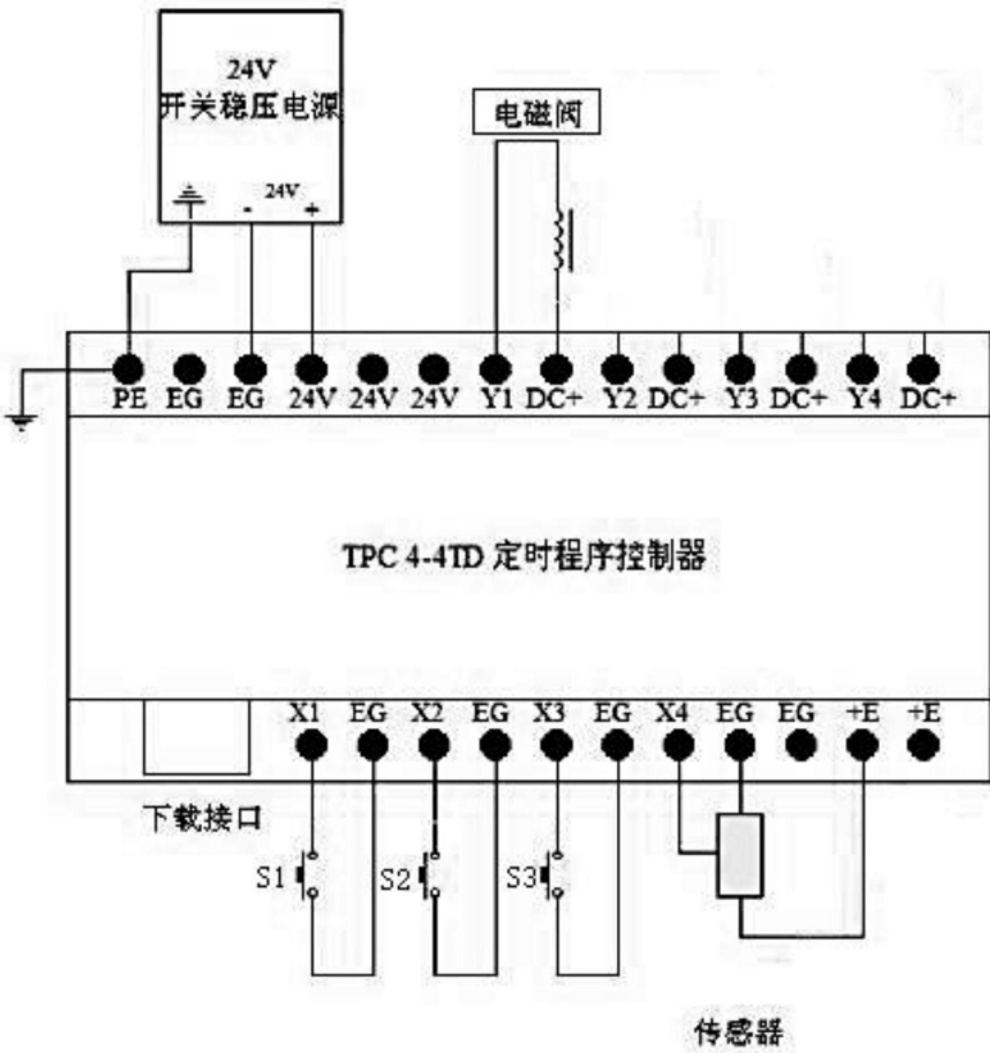 24V
开关稳压电源
- 24V +
电磁阀
PE EG EG 24V 24V 24V Y1 DC+ Y2 DC+ Y3 DC+ Y4 DC+
TPC 4-4TD 定时程序控制器
X1 EG X2 EG X3 EG X4 EG EG +E +E
下载接口
S1 S2 S3
传感器